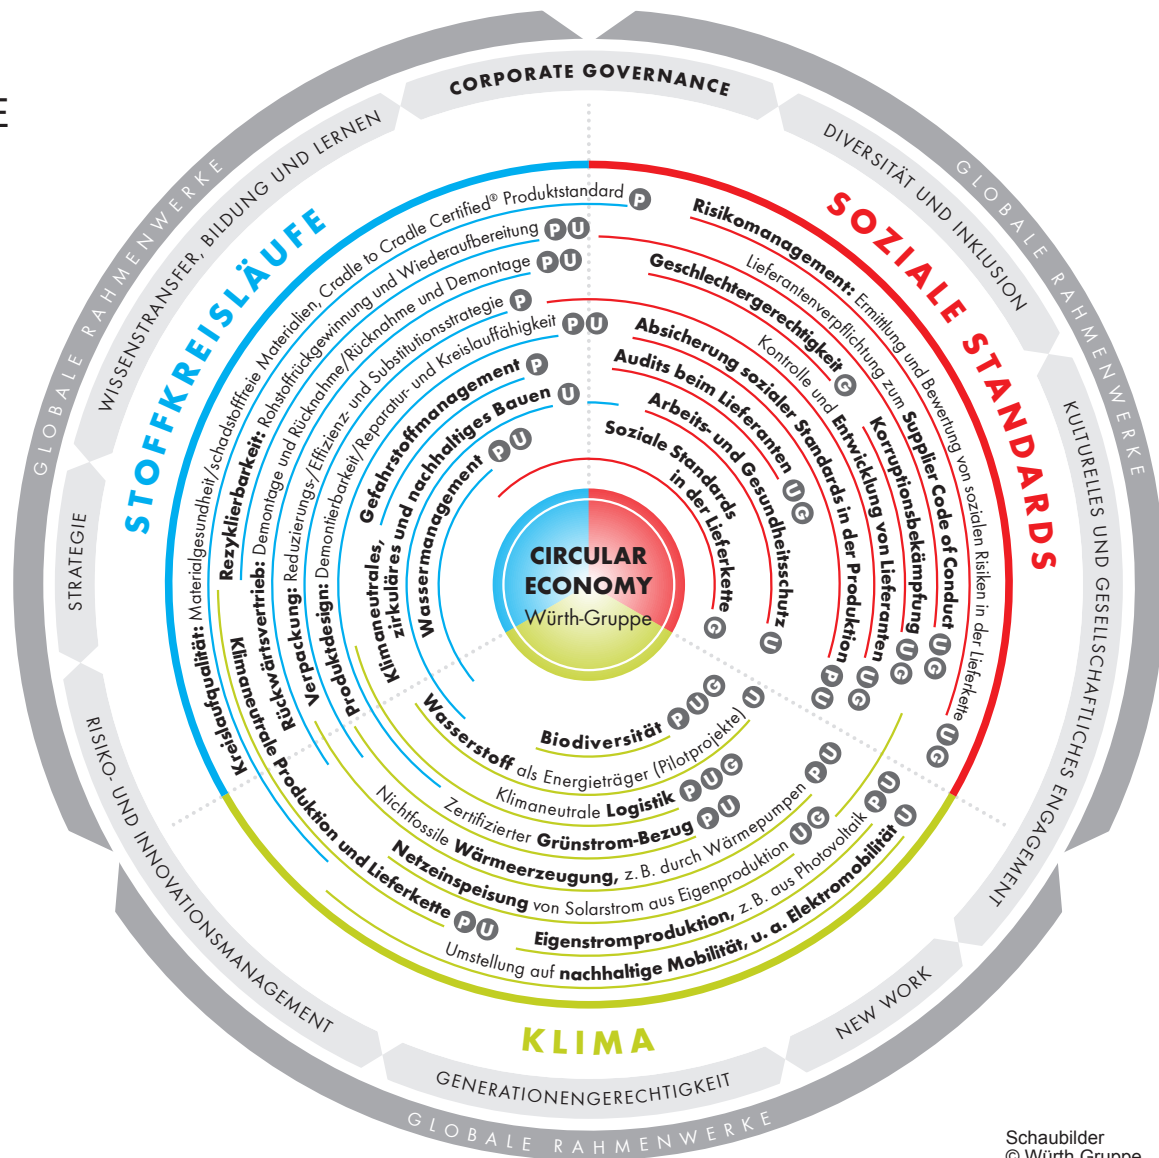 E
GLOBALE RAHMENWERKE
GLOBALE RAHMENWERKE
GLOBALE RAHMENWERKE
CORPORATE GOVERNANCE
DIVERSITÄT UND INKLUSION
KULTURELLES UND GESELLSCHAFTLICHES ENGAGEMENT
NEW WORK
GENERATIONENGERECHTIGKEIT
RISIKO- UND INNOVATIONSMANAGEMENT
STRATEGIE
WISSENSTRANSFER, BILDUNG UND LERNEN
STOFFKREISLÄUFE
Kreislaufqualität: Materialgesundheit/schadstofffreie Materialien, Cradle to Cradle Certified® Produktstandard P
Rezyklierbarkeit: Rohstoffrückgewinnung und Wiederaufbereitung P U
Rückwärtsvertrieb: Demontage und Rücknahme/Rücknahme und Demontage P U
Verpackung: Reduzierungs-/Effizienz- und Substitutionsstrategie P
Produktdesign: Demontierbarkeit/Reparatur- und Kreislauffähigkeit P U
Gefahrstoffmanagement P
Klimaneutrales,
zirkuläres und nachhaltiges Bauen U
Wassermanagement P U
SOZIALE STANDARDS
Risikomanagement: Ermittlung und Bewertung von sozialen Risiken in der Lieferkette U G
Lieferantenverpflichtung zum Supplier Code of Conduct U G
Geschlechtergerechtigkeit G
Korruptionsbekämpfung U G
Kontrolle und Entwicklung von Lieferanten U G
Absicherung sozialer Standards in der Produktion P U
Audits beim Lieferanten U G
Arbeits- und Gesundheitsschutz U
Soziale Standards
in der Lieferkette G
CIRCULAR
ECONOMY
Würth-Gruppe
Biodiversität P U G
Wasserstoff als Energieträger (Pilotprojekte) U
Klimaneutrale Logistik P U G
Zertifizierter Grünstrom-Bezug P U
Nichtfossile Wärmeerzeugung, z. B. durch Wärmepumpen P U
Netzeinspeisung von Solarstrom aus Eigenproduktion U G
Eigenstromproduktion, z. B. aus Photovoltaik P U
Klimaneutrale Produktion und Lieferkette P U
Umstellung auf nachhaltige Mobilität, u. a. Elektromobilität U
KLIMA
Schaubilder
© Würth Gruppe